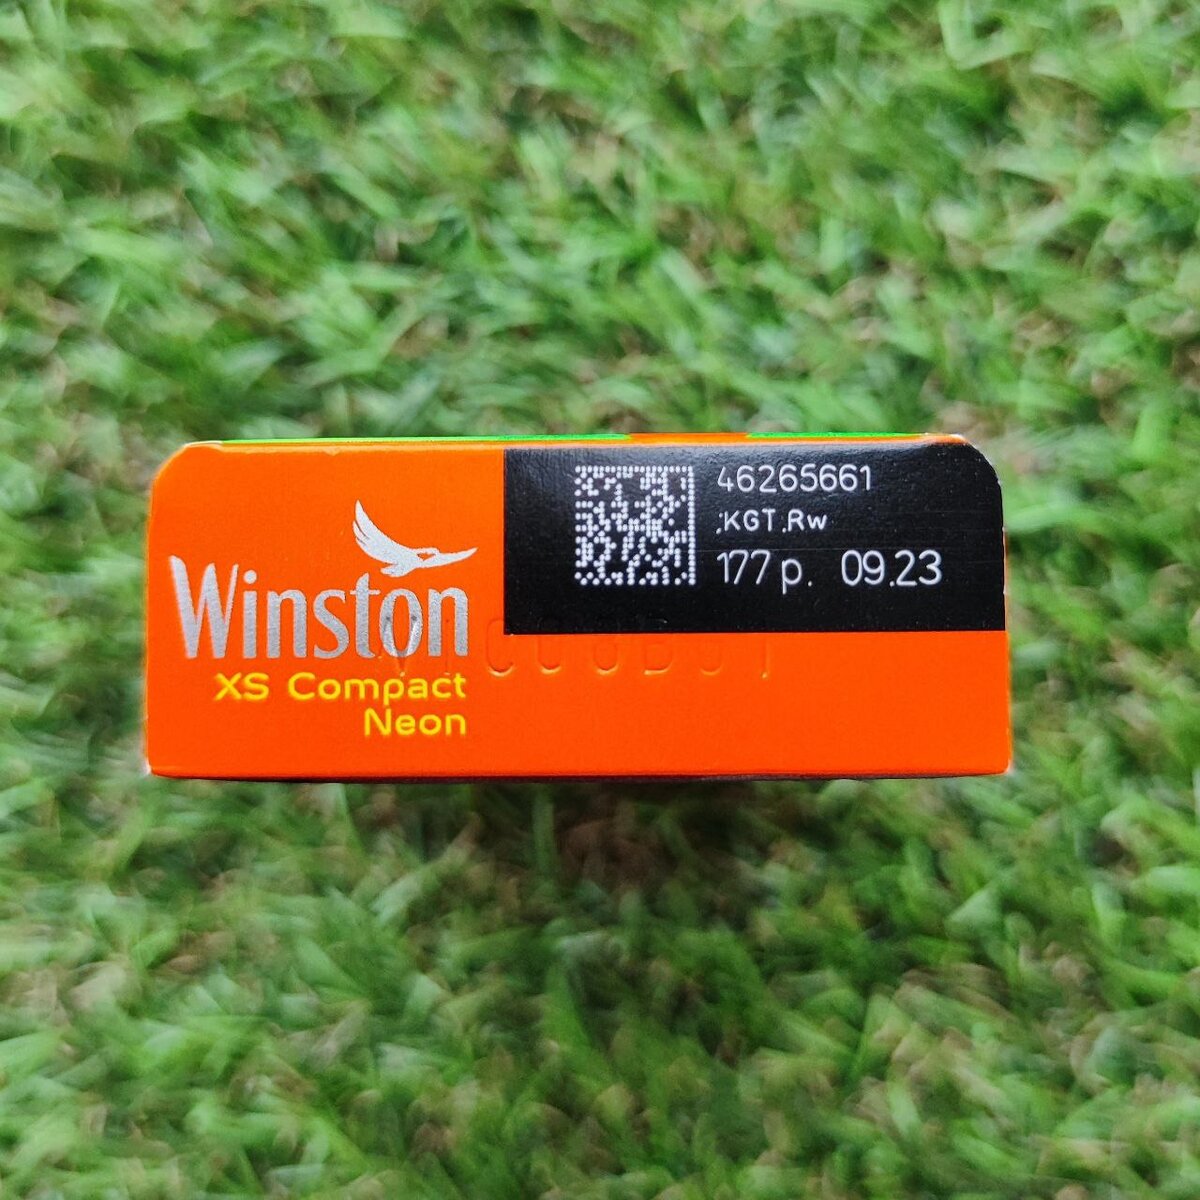 Winston
XS Compact
Neon
46265661
:KGT.Rw
177 р. 09.23